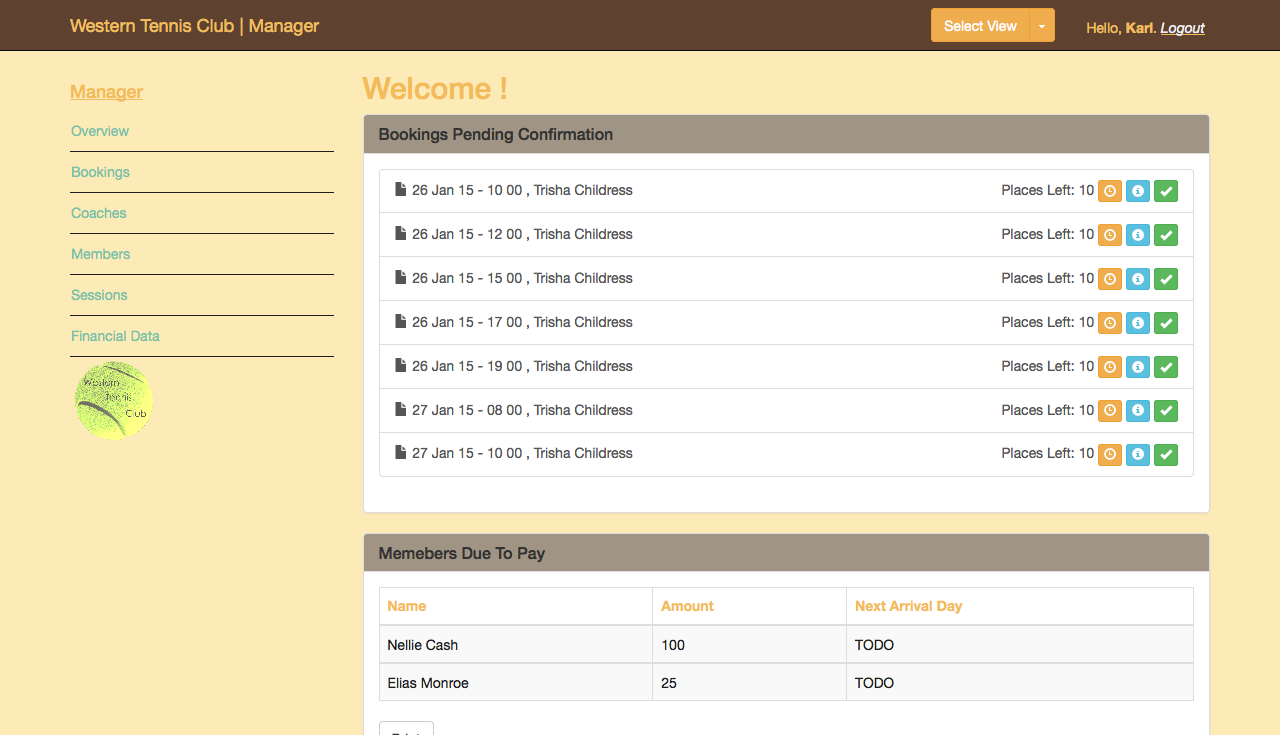 Western Tennis Club | Manager
Select View
Hello, Karl. Logout
Manager
Overview
Bookings
Coaches
Members
Sessions
Financial Data
Western
Tennis
Club
Welcome !
Bookings Pending Confirmation
26 Jan 15 - 10 00 , Trisha Childress Places Left: 10
26 Jan 15 - 12 00 , Trisha Childress Places Left: 10
26 Jan 15 - 15 00 , Trisha Childress Places Left: 10
26 Jan 15 - 17 00 , Trisha Childress Places Left: 10
26 Jan 15 - 19 00 , Trisha Childress Places Left: 10
27 Jan 15 - 08 00 , Trisha Childress Places Left: 10
27 Jan 15 - 10 00 , Trisha Childress Places Left: 10
Memebers Due To Pay
Name Amount Next Arrival Day
Nellie Cash 100 TODO
Elias Monroe 25 TODO